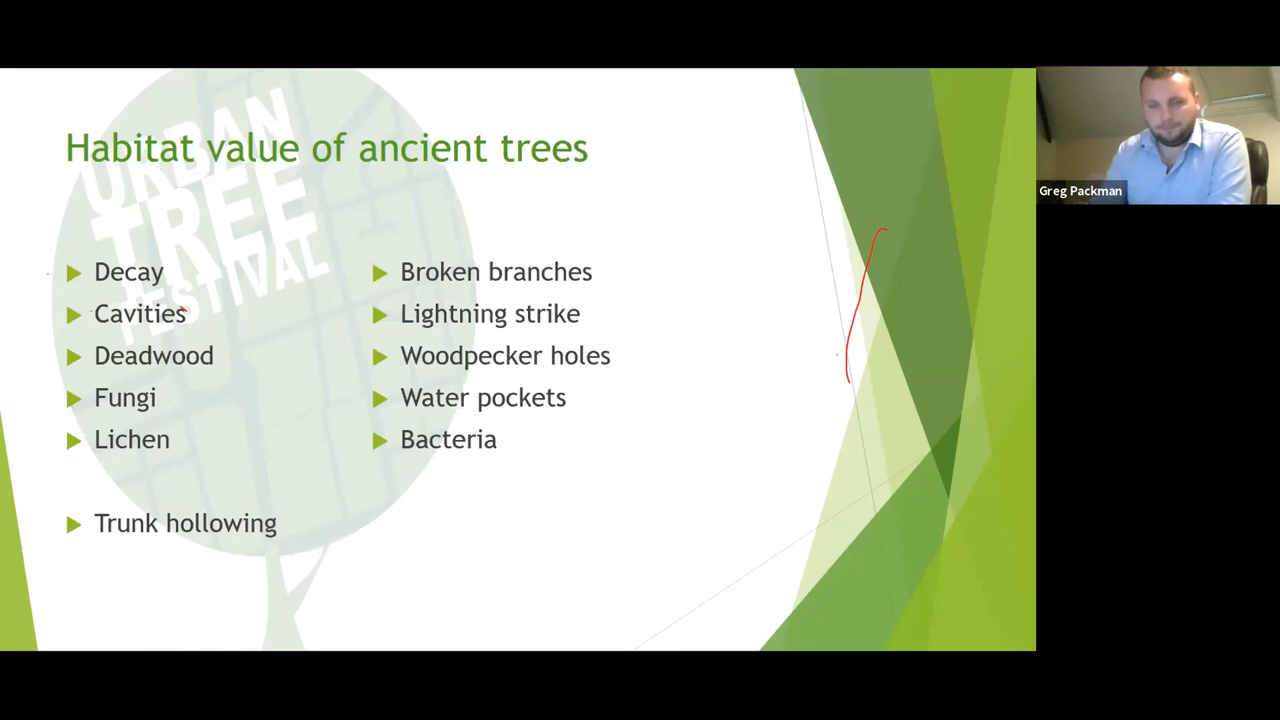 Habitat value of ancient trees
URBAN
TREE
FESTIVAL
Decay
Cavities
Deadwood
Fungi
Lichen
Trunk hollowing
Broken branches
Lightning strike
Woodpecker holes
Water pockets
Bacteria
Greg Packman